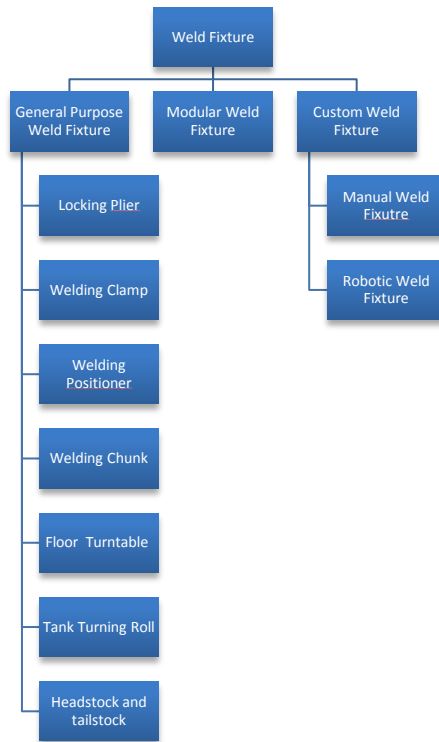 Weld Fixture
General Purpose
Weld Fixture
Modular Weld
Fixture
Custom Weld
Fixture
Locking Plier
Welding Clamp
Welding
Positioner
Welding Chunk
Floor Turntable
Tank Turning Roll
Headstock and
tailstock
Manual Weld
Fixutre
Robotic Weld
Fixture